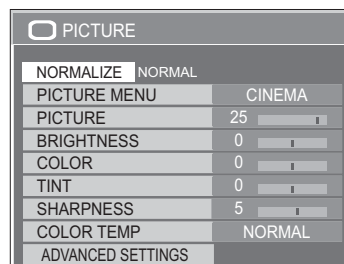 PICTURE
NORMALIZE NORMAL
PICTURE MENU CINEMA
PICTURE 25
BRIGHTNESS 0
COLOR 0
TINT 0
SHARPNESS 5
COLOR TEMP NORMAL
ADVANCED SETTINGS